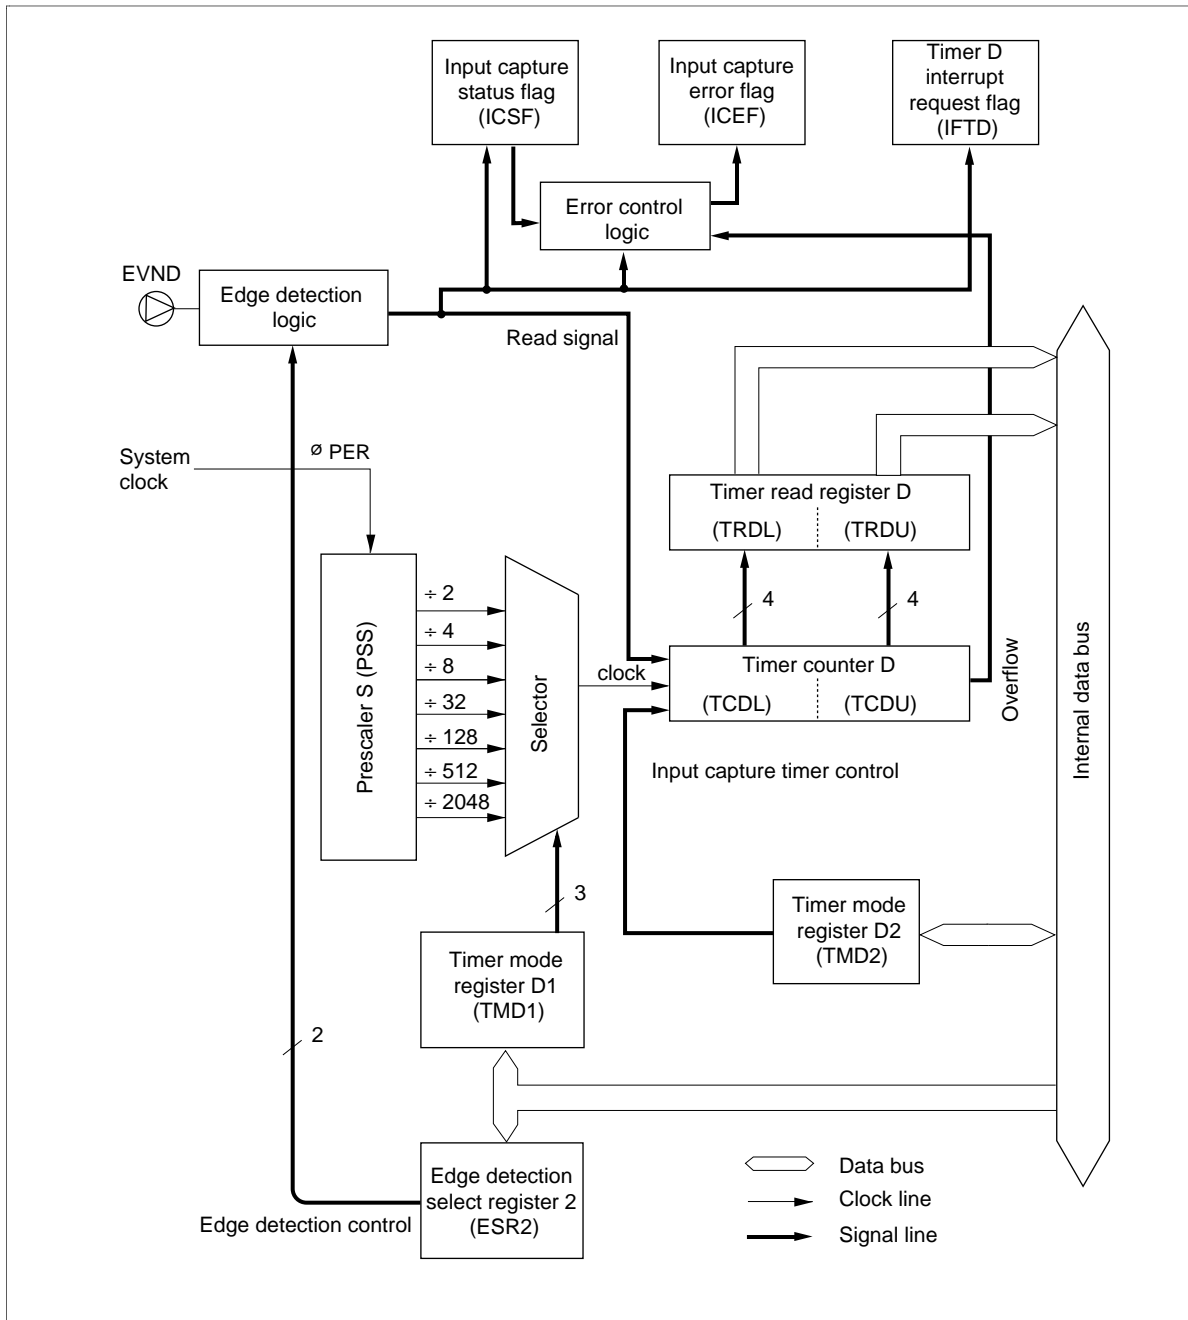 Input capture
status flag
(ICSF)
Input capture
error flag
(ICEF)
Timer D
interrupt
request flag
(IFTD)
Error control
logic
EVND
Edge detection
logic
Read signal
System
clock
ø PER
Timer read register D
(TRDL)
(TRDU)
Prescaler S (PSS)
÷ 2
÷ 4
÷ 8
÷ 32
÷ 128
÷ 512
÷ 2048
Selector
clock
4
4
Timer counter D
(TCDL)
(TCDU)
Overflow
Internal data bus
Input capture timer control
3
Timer mode
register D1
(TMD1)
Timer mode
register D2
(TMD2)
2
Edge detection
select register 2
(ESR2)
Edge detection control
Data bus
Clock line
Signal line